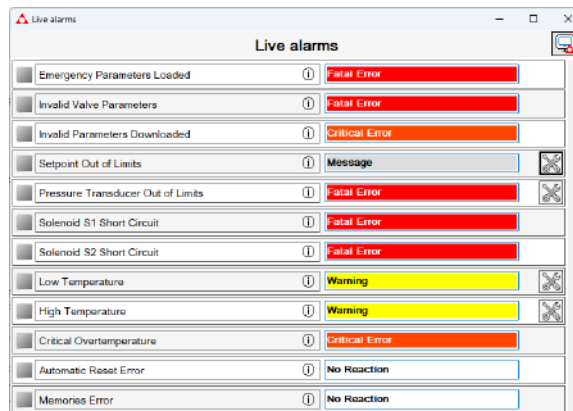 Live alarms
Live alarms
Emergency Parameters Loaded Fatal Error
Invalid Valve Parameters Fatal Error
Invalid Parameters Downloaded Critical Error
Setpoint Out of Limits Message
Pressure Transducer Out of Limits Fatal Error
Solenoid S1 Short Circuit Fatal Error
Solenoid S2 Short Circuit Fatal Error
Low Temperature Warning
High Temperature Warning
Critical Overtemperature Critical Error
Automatic Reset Error No Reaction
Memories Error No Reaction